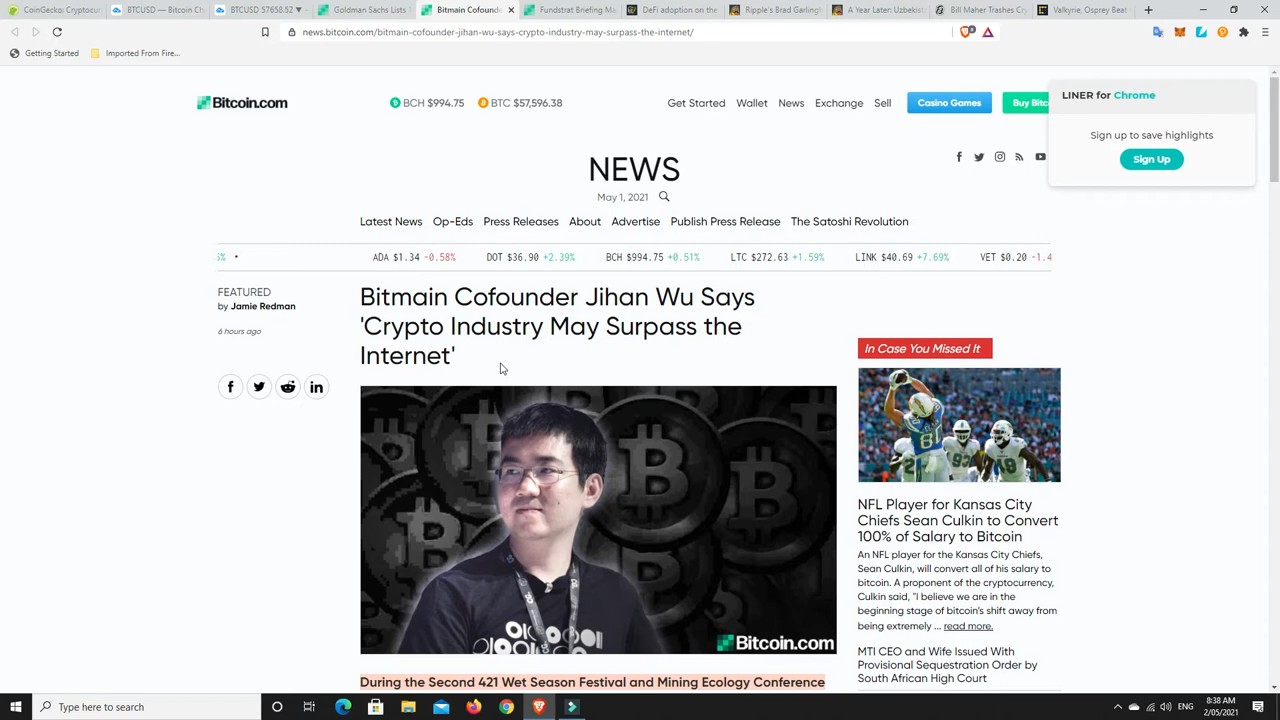 CoinGecko: Cryptocu
BTCUSD — Bitcoin Ch
BTCUSD 57658.52 ▼
Goldman Sachs Lists
Bitmain Cofounde
Fundstrat Briefing Ma
DeFi adoption on the
Ripple's Brad Garling
A Year Later: Uzbekis
Bill Maher Trashes Cry
Valkyrie, Osprey Beat
news.bitcoin.com/bitmain-cofounder-jihan-wu-says-crypto-industry-may-surpass-the-internet/
Getting Started
Imported From Fire...
Bitcoin.com
BCH $994.75
BTC $57,596.38
Get Started
Wallet
News
Exchange
Sell
Casino Games
Buy Bitc
LINER for Chrome
Sign up to save highlights
Sign Up
NEWS
May 1, 2021
Latest News
Op-Eds
Press Releases
About
Advertise
Publish Press Release
The Satoshi Revolution
%
ADA $1.34 -0.58%
DOT $36.90 +2.39%
BCH $994.75 +0.51%
LTC $272.63 +1.59%
LINK $40.69 +7.69%
VET $0.20 -1.4
FEATURED
by Jamie Redman
6 hours ago
Bitmain Cofounder Jihan Wu Says
'Crypto Industry May Surpass the
Internet'
Bitcoin.com
During the Second 421 Wet Season Festival and Mining Ecology Conference
In Case You Missed It
NFL Player for Kansas City
Chiefs Sean Culkin to Convert
100% of Salary to Bitcoin
An NFL player for the Kansas City Chiefs,
Sean Culkin, will convert all of his salary to
bitcoin. A proponent of the cryptocurrency,
Culkin said, "I believe we are in the
beginning stage of bitcoin's shift away from
being extremely ... read more.
MTI CEO and Wife Issued With
Provisional Sequestration Order by
South African High Court
Type here to search
ENG
8:38 AM
2/05/2021